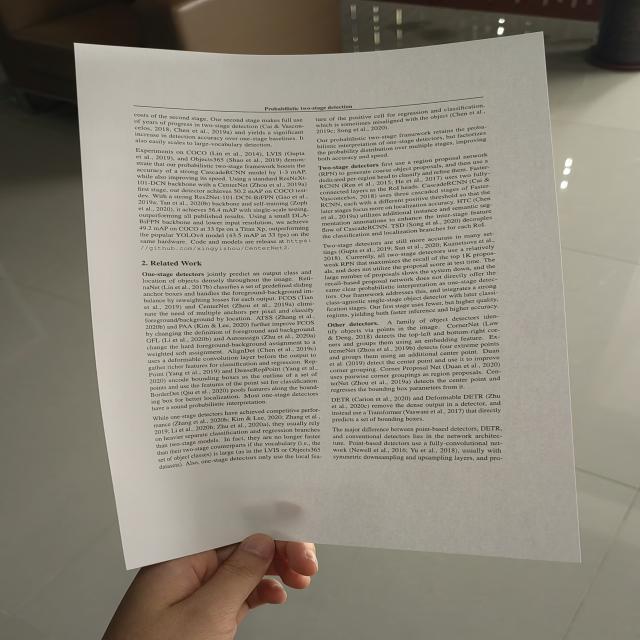 Probabilistic two-stage detection
costs of the second stage. Our second stage makes full use
of years of progress in two-stage detectors (Cai & Vascon-
celos, 2018; Chen et al., 2019a) and yields a significant
increase in detection accuracy over one-stage baselines. It
also easily scales to large-vocabulary detection.
Experiments on COCO (Lin et al., 2014), LVIS (Gupta
et al., 2019), and Objects365 (Shao et al., 2019) demon-
strate that our probabilistic two-stage framework boosts the
accuracy of a strong CascadeRCNN model by 1-3 mAP,
while also improving its speed. Using a standard ResNeXt-
101-DCN backbone with a CenterNet (Zhou et al., 2019a)
first stage, our detector achieves 50.2 mAP on COCO test-
dev. With a strong Res2Net-101-DCN-BiFPN (Gao et al.,
2019a; Tan et al., 2020b) backbone and self-training (Zoph
et al., 2020), it achieves 56.4 mAP with single-scale testing,
outperforming all published results. Using a small DLA-
BiFPN backbone and lower input resolution, we achieve
49.2 mAP on COCO at 33 fps on a Titan Xp, outperforming
the popular YOLOv4 model (43.5 mAP at 33 fps) on the
same hardware. Code and models are release at https:
//github.com/xingyizhou/CenterNet2.
2. Related Work
One-stage detectors jointly predict an output class and
location of objects densely throughout the image. Reti-
naNet (Lin et al., 2017b) classifies a set of predefined sliding
anchor boxes and handles the foreground-background im-
balance by reweighting losses for each output. FCOS (Tian
et al., 2019) and CenterNet (Zhou et al., 2019a) elimi-
nate the need of multiple anchors per pixel and classify
foreground/background by location. ATSS (Zhang et al.,
2020b) and PAA (Kim & Lee, 2020) further improve FCOS
by changing the definition of foreground and background.
GFL (Li et al., 2020b) and Autoassign (Zhu et al., 2020a)
change the hard foreground-background assignment to a
weighted soft assignment. AlignDet (Chen et al., 2019c)
uses a deformable convolution layer before the output to
gather richer features for classification and regression. Rep-
Point (Yang et al., 2019) and DenseRepPoint (Yang et al.,
2020) encode bounding boxes as the outline of a set of
points and use the features of the point set for classification.
BorderDet (Qiu et al., 2020) pools features along the bound-
ing box for better localization. Most one-stage detectors
have a sound probabilistic interpretation.
While one-stage detectors have achieved competitive perfor-
mance (Zhang et al., 2020b; Kim & Lee, 2020; Zhang et al.,
2019; Li et al., 2020b; Zhu et al., 2020a), they usually rely
on heavier separate classification and regression branches
than two-stage models. In fact, they are no longer faster
than their two-stage counterparts if the vocabulary (i.e., the
set of object classes) is large (as in the LVIS or Objects365
datasets). Also, one-stage detectors only use the local fea-
ture of the positive cell for regression and classification,
which is sometimes misaligned with the object (Chen et al.,
2019c; Song et al., 2020).
Our probabilistic two-stage framework retains the proba-
bilistic interpretation of one-stage detectors, but factorizes
the probability distribution over multiple stages, improving
both accuracy and speed.
Two-stage detectors first use a region proposal network
(RPN) to generate coarse object proposals, and then use a
dedicated per-region head to classify and refine them. Faster-
RCNN (Ren et al., 2015; He et al., 2017) uses two fully-
connected layers as the RoI heads. CascadeRCNN (Cai &
Vasconcelos, 2018) uses three cascaded stages of Faster-
RCNN, each with a different positive threshold so that the
later stages focus more on localization accuracy. HTC (Chen
et al., 2019a) utilizes additional instance and semantic seg-
mentation annotations to enhance the inter-stage feature
flow of CascadeRCNN. TSD (Song et al., 2020) decouples
the classification and localization branches for each RoI.
Two-stage detectors are still more accurate in many set-
tings (Gupta et al., 2019; Sun et al., 2020; Kuznetsova et al.,
2018). Currently, all two-stage detectors use a relatively
weak RPN that maximizes the recall of the top 1K propos-
als, and does not utilize the proposal score at test time. The
large number of proposals slows the system down, and the
recall-based proposal network does not directly offer the
same clear probabilistic interpretation as one-stage detec-
tors. Our framework addresses this, and integrates a strong
class-agnostic single-stage object detector with later classi-
fication stages. Our first stage uses fewer, but higher quality,
regions, yielding both faster inference and higher accuracy.
Other detectors. A family of object detectors iden-
tify objects via points in the image. CornerNet (Law
& Deng, 2018) detects the top-left and bottom-right cor-
ners and groups them using an embedding feature. Ex-
tremeNet (Zhou et al., 2019b) detects four extreme points
and groups them using an additional center point. Duan
et al. (2019) detect the center point and use it to improve
corner grouping. Corner Proposal Net (Duan et al., 2020)
uses pairwise corner groupings as region proposals. Cen-
terNet (Zhou et al., 2019a) detects the center point and
regresses the bounding box parameters from it.
DETR (Carion et al., 2020) and Deformable DETR (Zhu
et al., 2020c) remove the dense output in a detector, and
instead use a Transformer (Vaswani et al., 2017) that directly
predicts a set of bounding boxes.
The major difference between point-based detectors, DETR,
and conventional detectors lies in the network architec-
ture. Point-based detectors use a fully-convolutional net-
work (Newell et al., 2016; Yu et al., 2018), usually with
symmetric downsampling and upsampling layers, and pro-